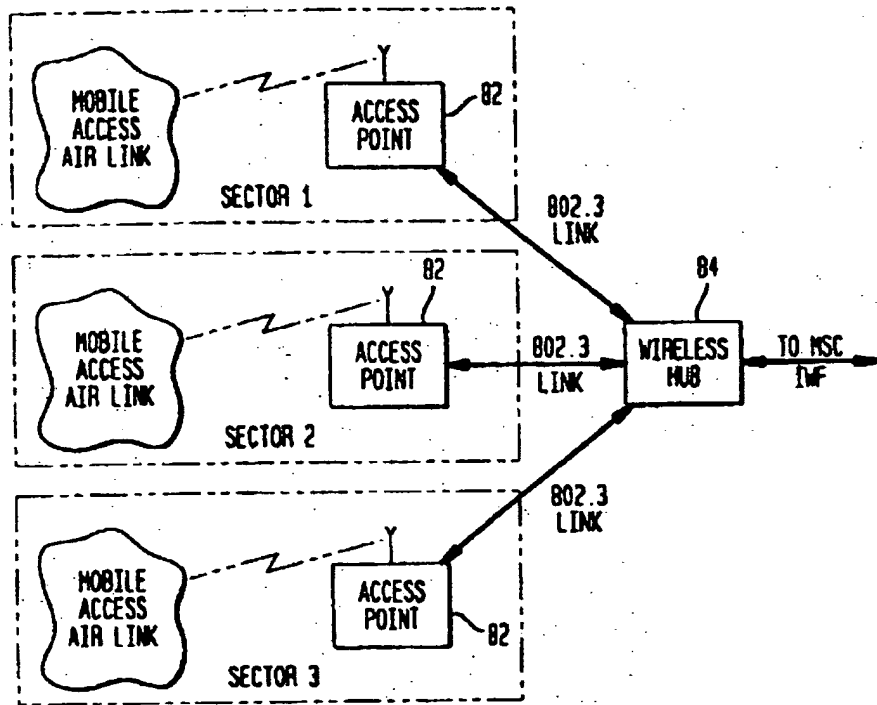 MOBILE
ACCESS
AIR LINK
ACCESS
POINT
82
SECTOR 1
802.3
LINK
MOBILE
ACCESS
AIR LINK
ACCESS
POINT
82
SECTOR 2
802.3
LINK
WIRELESS
HUB
84
TO MSC
IWF
802.3
LINK
MOBILE
ACCESS
AIR LINK
ACCESS
POINT
82
SECTOR 3